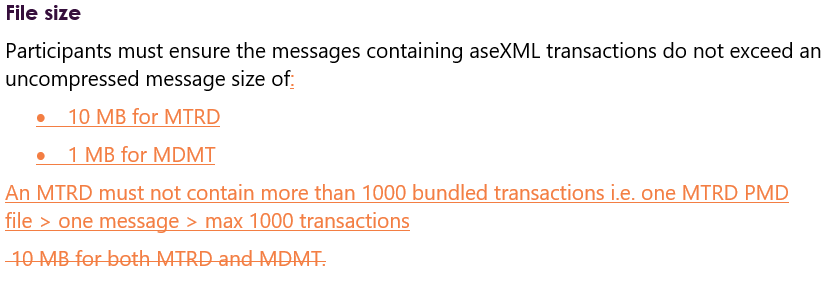 File size
Participants must ensure the messages containing aseXML transactions do not exceed an
uncompressed message size of:
• 10 MB for MTRD
• 1 MB for MDMT
An MTRD must not contain more than 1000 bundled transactions i.e. one MTRD PMD
file > one message > max 1000 transactions
10 MB for both MTRD and MDMT.